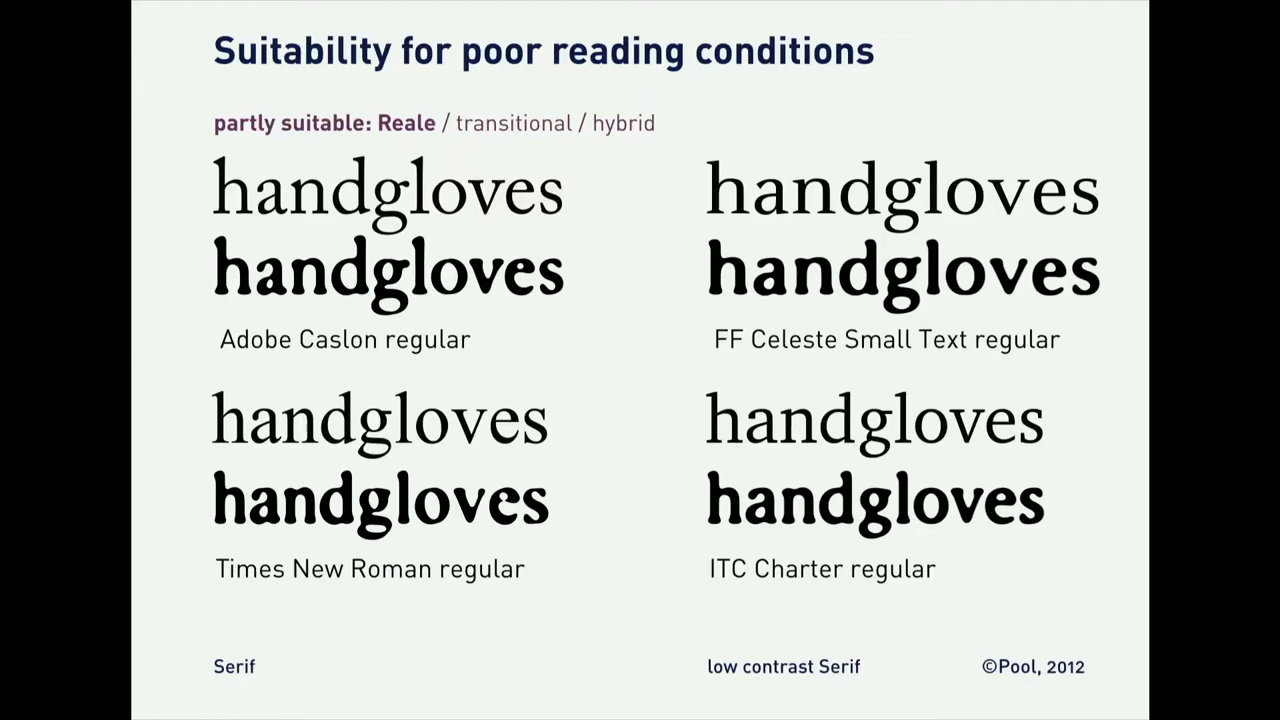 Suitability for poor reading conditions
partly suitable: Reale / transitional / hybrid
handgloves
handgloves
Adobe Caslon regular
handgloves
handgloves
FF Celeste Small Text regular
handgloves
handgloves
Times New Roman regular
handgloves
handgloves
ITC Charter regular
Serif
low contrast Serif
©Pool, 2012